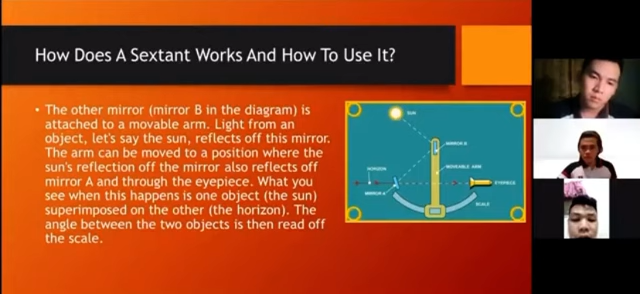 How Does A Sextant Works And How To Use It?
• The other mirror (mirror B in the diagram) is
attached to a movable arm. Light from an
object, let's say the sun, reflects off this mirror.
The arm can be moved to a position where the
sun's reflection off the mirror also reflects off
mirror A and through the eyepiece. What you
see when this happens is one object (the sun)
superimposed on the other (the horizon). The
angle between the two objects is then read off
the scale.
SUN
MIRROR B
HORIZON
MOVEABLE ARM
MIRROR A
EYEPIECE
SCALE